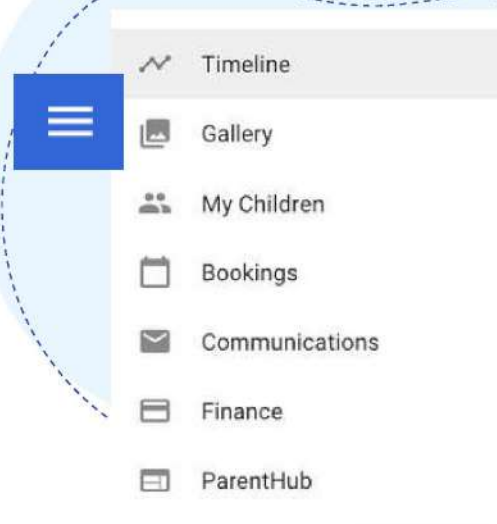 Timeline
Gallery
My Children
Bookings
Communications
Finance
ParentHub